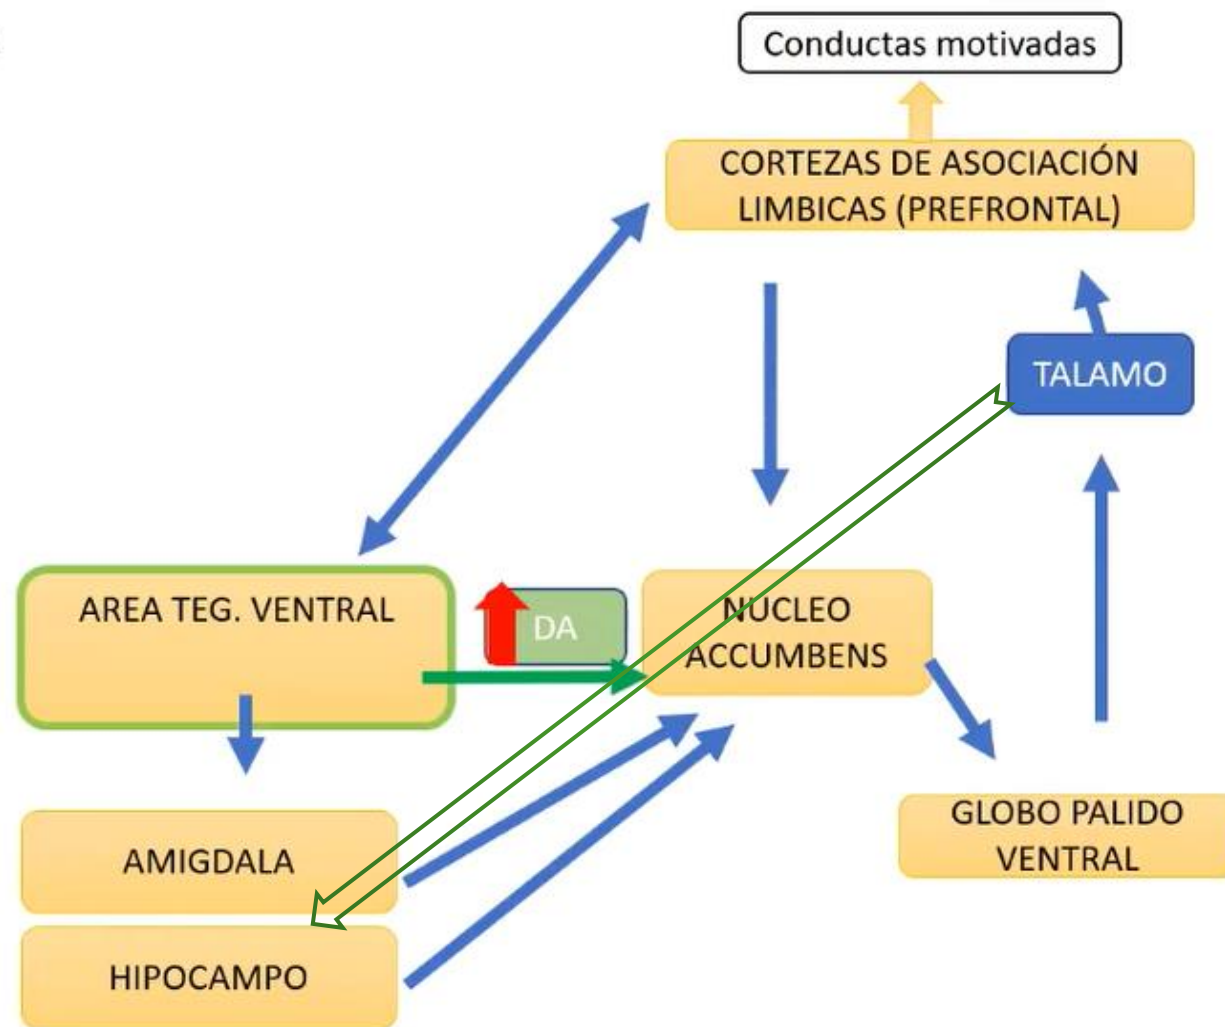 Conductas motivadas
CORTEZAS DE ASOCIACIÓN
LIMBICAS (PREFRONTAL)
TALAMO
AREA TEG. VENTRAL
DA
NUCLEO
ACCUMBENS
GLOBO PALIDO
VENTRAL
AMIGDALA
HIPOCAMPO